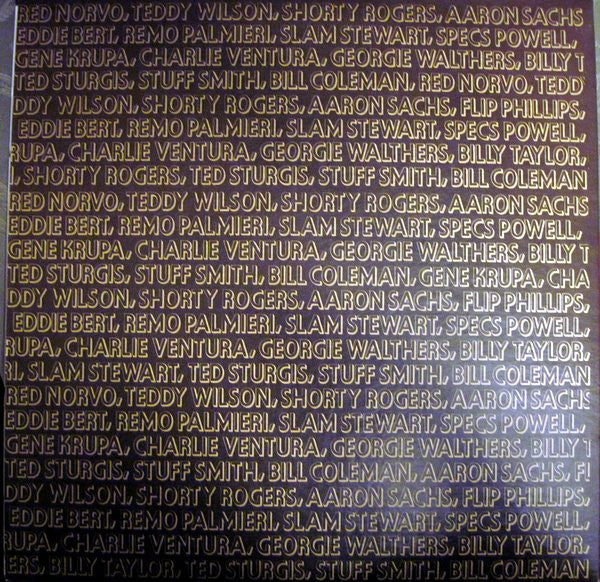 RED NORVO, TEDDY WILSON, SHORTY ROGERS, AARON SACHS
EDDIE BERT, REMO PALMIERI, SLAM STEWART, SPECS POWELL,
GENE KRUPA, CHARLIE VENTURA, GEORGIE WALTHERS, BILLY T
TED STURGIS, STUFF SMITH, BILL COLEMAN, RED NORVO, TEDD
DDY WILSON, SHORTY ROGERS, AARON SACHS, FLIP PHILLIPS,
EDDIE BERT, REMO PALMIERI, SLAM STEWART, SPECS POWELL,
RUPA, CHARLIE VENTURA, GEORGIE WALTHERS, BILLY TAYLOR,
I, SHORTY ROGERS, TED STURGIS, STUFF SMITH, BILL COLEMAN
RED NORVO, TEDDY WILSON, SHORTY ROGERS, AARON SACHS
EDDIE BERT, REMO PALMIERI, SLAM STEWART, SPECS POWELL,
GENE KRUPA, CHARLIE VENTURA, GEORGIE WALTHERS, BILLY T
TED STURGIS, STUFF SMITH, BILL COLEMAN, GENE KRUPA, CHA
DDY WILSON, SHORTY ROGERS, AARON SACHS, FLIP PHILLIPS,
EDDIE BERT, REMO PALMIERI, SLAM STEWART, SPECS POWELL,
RUPA, CHARLIE VENTURA, GEORGIE WALTHERS, BILLY TAYLOR,
I, SLAM STEWART, TED STURGIS, STUFF SMITH, BILL COLEMAN
RED NORVO, TEDDY WILSON, SHORTY ROGERS, AARON SACHS
EDDIE BERT, REMO PALMIERI, SLAM STEWART, SPECS POWELL,
GENE KRUPA, CHARLIE VENTURA, GEORGIE WALTHERS, BILLY T
TED STURGIS, STUFF SMITH, BILL COLEMAN, AARON SACHS, FI
DDY WILSON, SHORTY ROGERS, AARON SACHS, FLIP PHILLIPS,
EDDIE BERT, REMO PALMIERI, SLAM STEWART, SPECS POWELL,
RUPA, CHARLIE VENTURA, GEORGIE WALTHERS, BILLY TAYLOR,
ERS, BILLY TAYLOR, TED STURGIS, STUFF SMITH, BILL COLEMAN